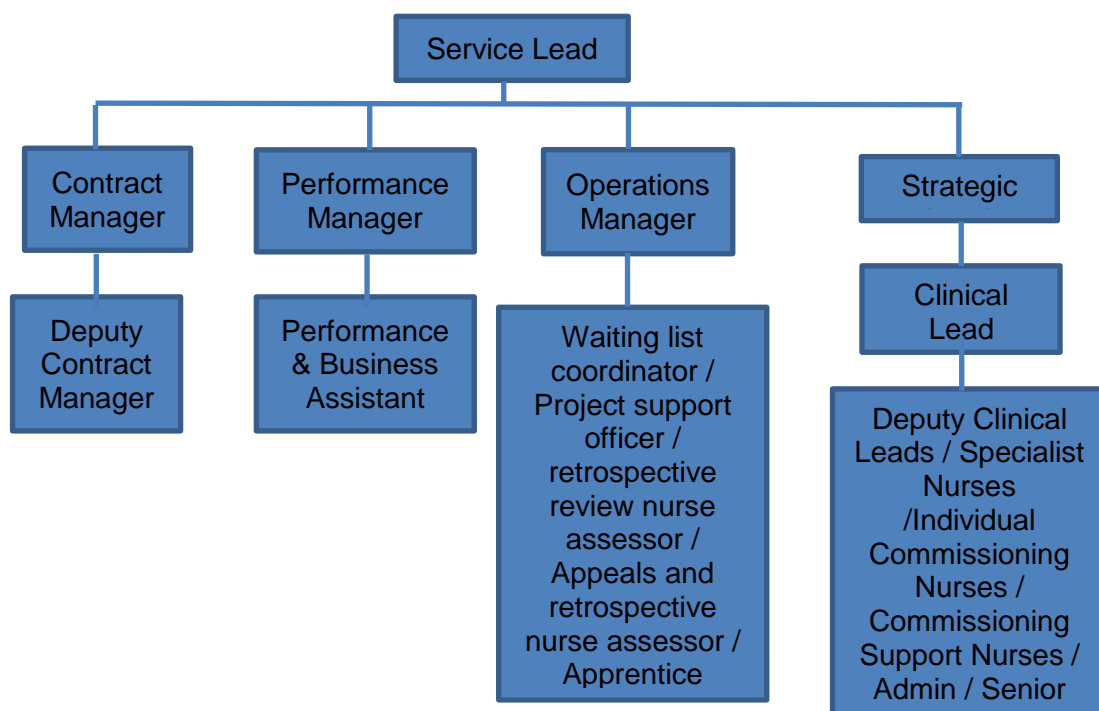 Service Lead
Contract
Manager
Performance
Manager
Operations
Manager
Strategic
Deputy
Contract
Manager
Performance
& Business
Assistant
Waiting list
coordinator /
Project support
officer /
retrospective
review nurse
assessor /
Appeals and
retrospective
nurse assessor /
Apprentice
Clinical
Lead
Deputy Clinical
Leads / Specialist
Nurses
/Individual
Commissioning
Nurses /
Commissioning
Support Nurses /
Admin / Senior